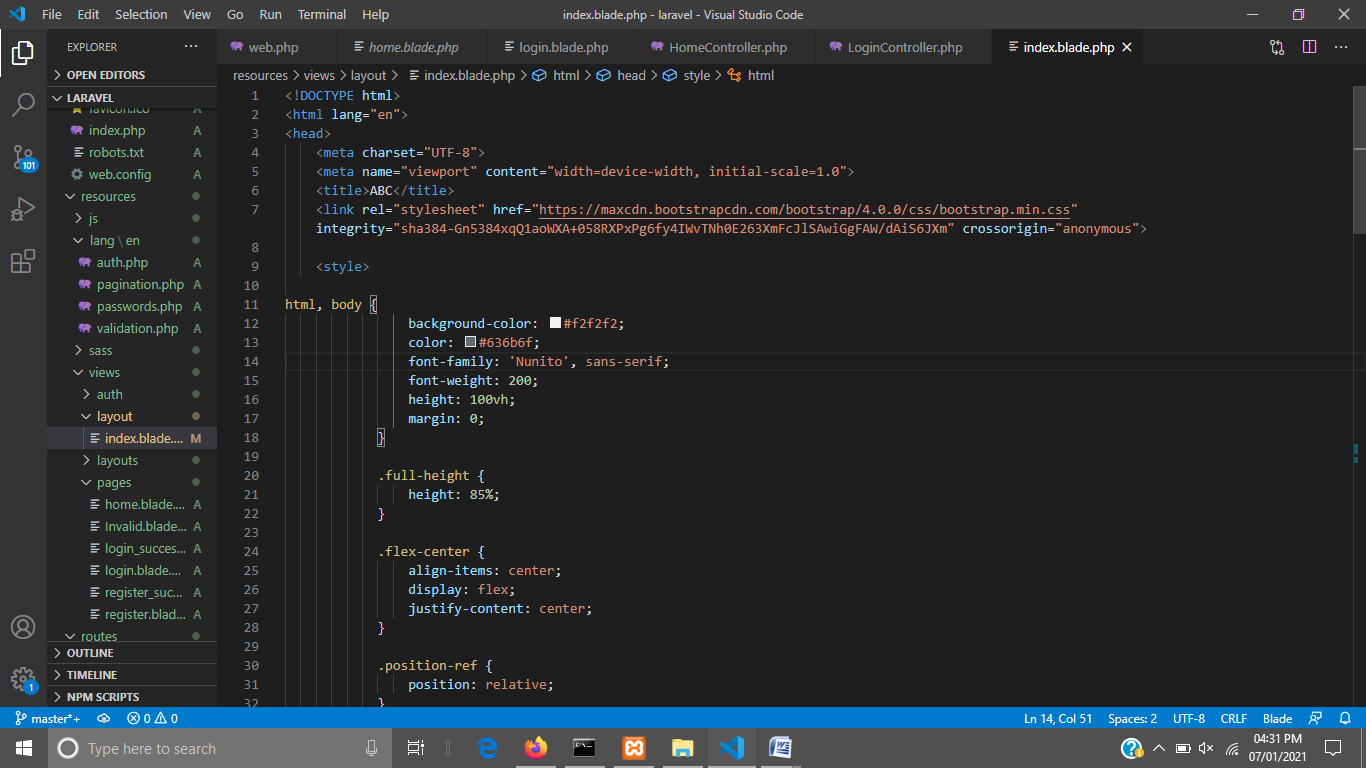 File Edit Selection View Go Run Terminal Help index.blade.php - laravel - Visual Studio Code
EXPLORER ···
web.php home.blade.php login.blade.php HomeController.php LoginController.php index.blade.php
OPEN EDITORS
LARAVEL
favicon.ico A
index.php A
robots.txt A
web.config A
resources
js
lang \ en
auth.php A
pagination.php A
passwords.php A
validation.php A
sass
views
auth
layout
index.blade.... M
layouts
pages
home.blade.... A
Invalid.blade... A
login_succes... A
login.blade.... A
register_suc... A
register.blad... A
routes
OUTLINE
TIMELINE
NPM SCRIPTS
101
1
resources > views > layout > index.blade.php > html > head > style > html
1 <!DOCTYPE html>
2 <html lang="en">
3 <head>
4 <meta charset="UTF-8">
5 <meta name="viewport" content="width=device-width, initial-scale=1.0">
6 <title>ABC</title>
7 <link rel="stylesheet" href="https://maxcdn.bootstrapcdn.com/bootstrap/4.0.0/css/bootstrap.min.css"
integrity="sha384-Gn5384xqQ1aoWXA+058RXPxPg6fy4IWvTNh0E263XmFcJlSAwiGgFAW/dAiS6JXm" crossorigin="anonymous">
8
9 <style>
10
11 html, body {
12 background-color: #f2f2f2;
13 color: #636b6f;
14 font-family: 'Nunito', sans-serif;
15 font-weight: 200;
16 height: 100vh;
17 margin: 0;
18 }
19
20 .full-height {
21 height: 85%;
22 }
23
24 .flex-center {
25 align-items: center;
26 display: flex;
27 justify-content: center;
28 }
29
30 .position-ref {
31 position: relative;
32 }
master*+ 0 0 Ln 14, Col 51 Spaces: 2 UTF-8 CRLF Blade
Type here to search
04:31 PM
07/01/2021